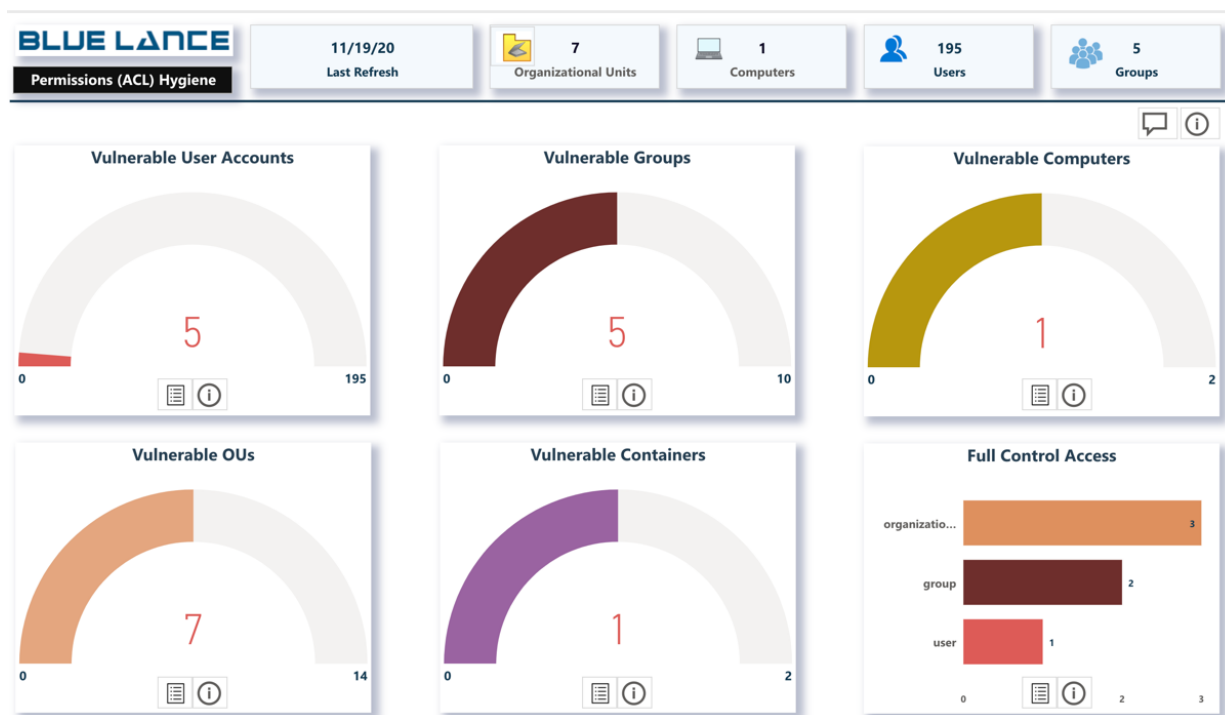 BLUE LANCE
Permissions (ACL) Hygiene
11/19/20
Last Refresh
7
Organizational Units
1
Computers
195
Users
5
Groups
Vulnerable User Accounts
5
0
195
Vulnerable Groups
5
0
10
Vulnerable Computers
1
0
2
Vulnerable OUs
7
0
14
Vulnerable Containers
1
0
2
Full Control Access
organizatio...
3
group
2
user
1
0
2
3